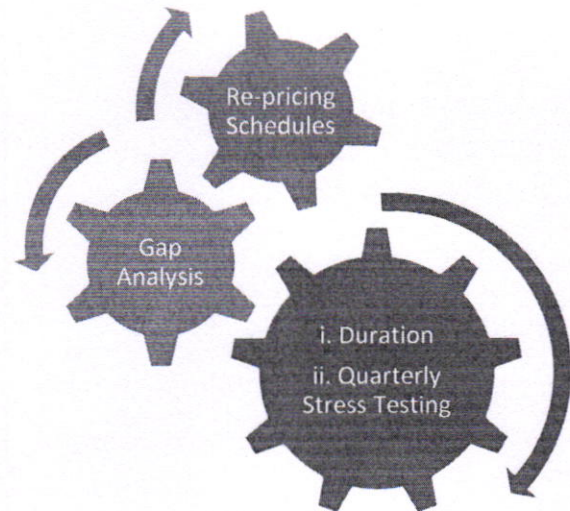 Re-pricing
Schedules
Gap
Analysis
i. Duration
ii. Quarterly
Stress Testing